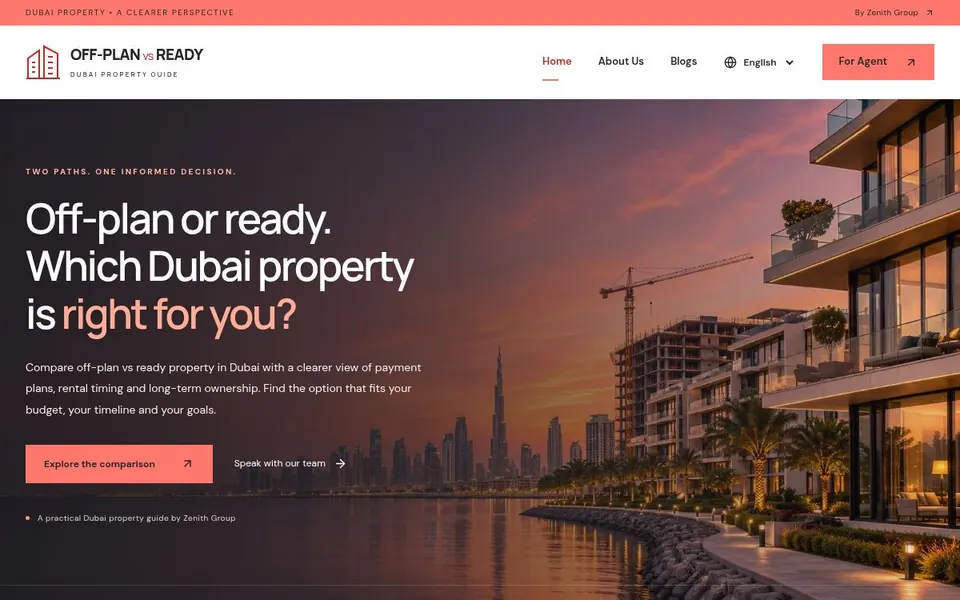 DUBAI PROPERTY • A CLEARER PERSPECTIVE
By Zenith Group
OFF-PLAN VS READY
DUBAI PROPERTY GUIDE
Home
About Us
Blogs
English
For Agent
TWO PATHS. ONE INFORMED DECISION.
Off-plan or ready.
Which Dubai property
is right for you?
Compare off-plan vs ready property in Dubai with a clearer view of payment
plans, rental timing and long-term ownership. Find the option that fits your
budget, your timeline and your goals.
Explore the comparison
Speak with our team
A practical Dubai property guide by Zenith Group